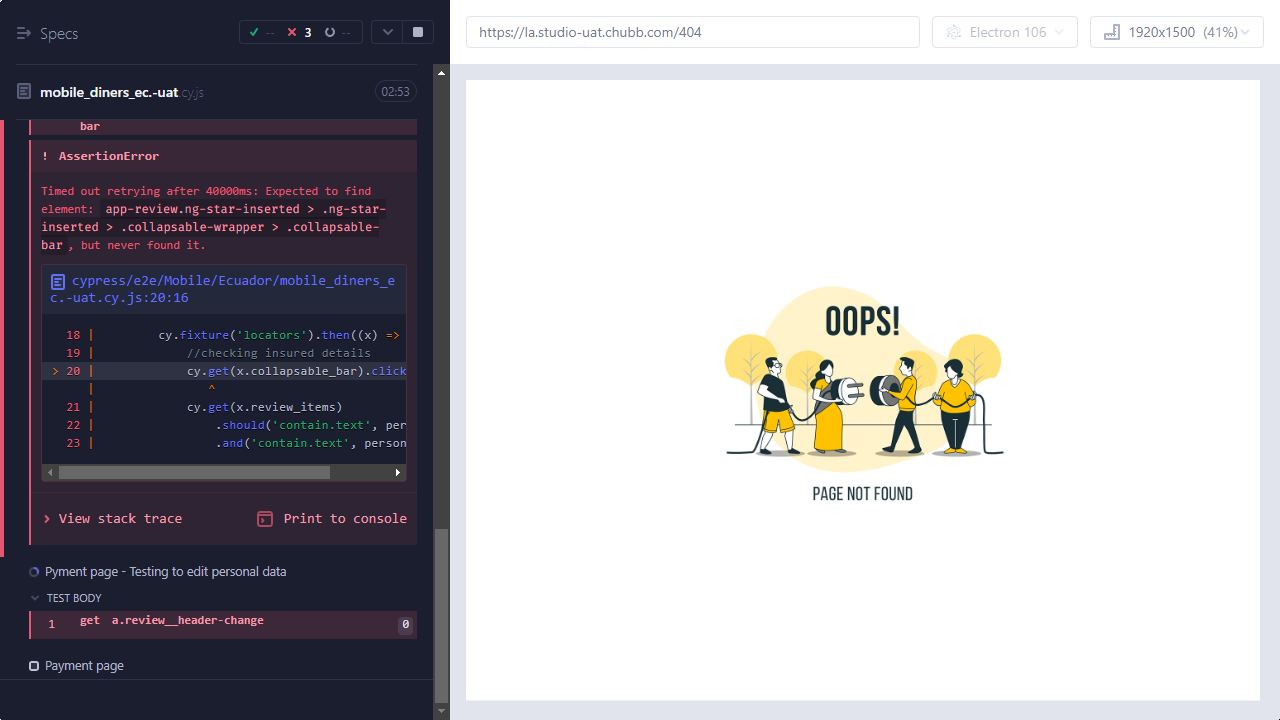 Specs
-- 3 --
https://la.studio-uat.chubb.com/404
Electron 106
1920x1500 (41%)
mobile_diners_ec.-uat.cy.js
02:53
bar
! AssertionError
Timed out retrying after 40000ms: Expected to find
element: app-review.ng-star-inserted > .ng-star-
inserted > .collapsable-wrapper > .collapsable-
bar, but never found it.
cypress/e2e/Mobile/Ecuador/mobile_diners_e
c.-uat.cy.js:20:16
18 | cy.fixture('locators').then((x) =>
19 | //checking insured details
> 20 | cy.get(x.collapsable_bar).click
| ^
21 | cy.get(x.review_items)
22 | .should('contain.text', per
23 | .and('contain.text', person
View stack trace
Print to console
Pyment page - Testing to edit personal data
TEST BODY
1 get a.review__header-change 0
Payment page
OOPS!
PAGE NOT FOUND